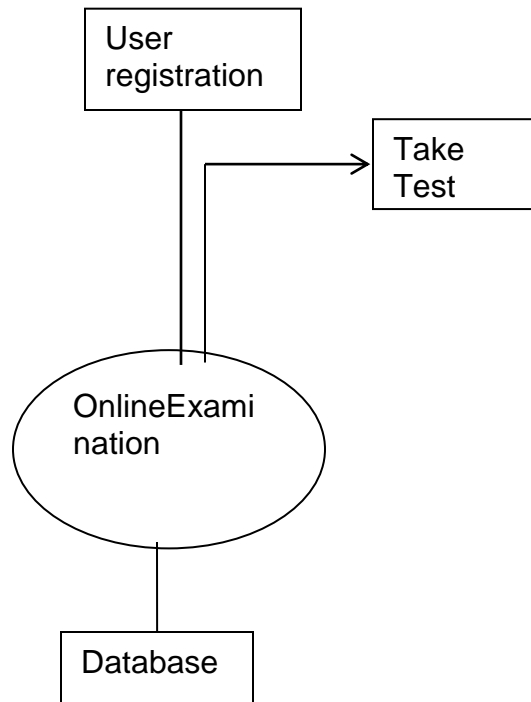 User
registration
Take
Test
OnlineExami
nation
Database